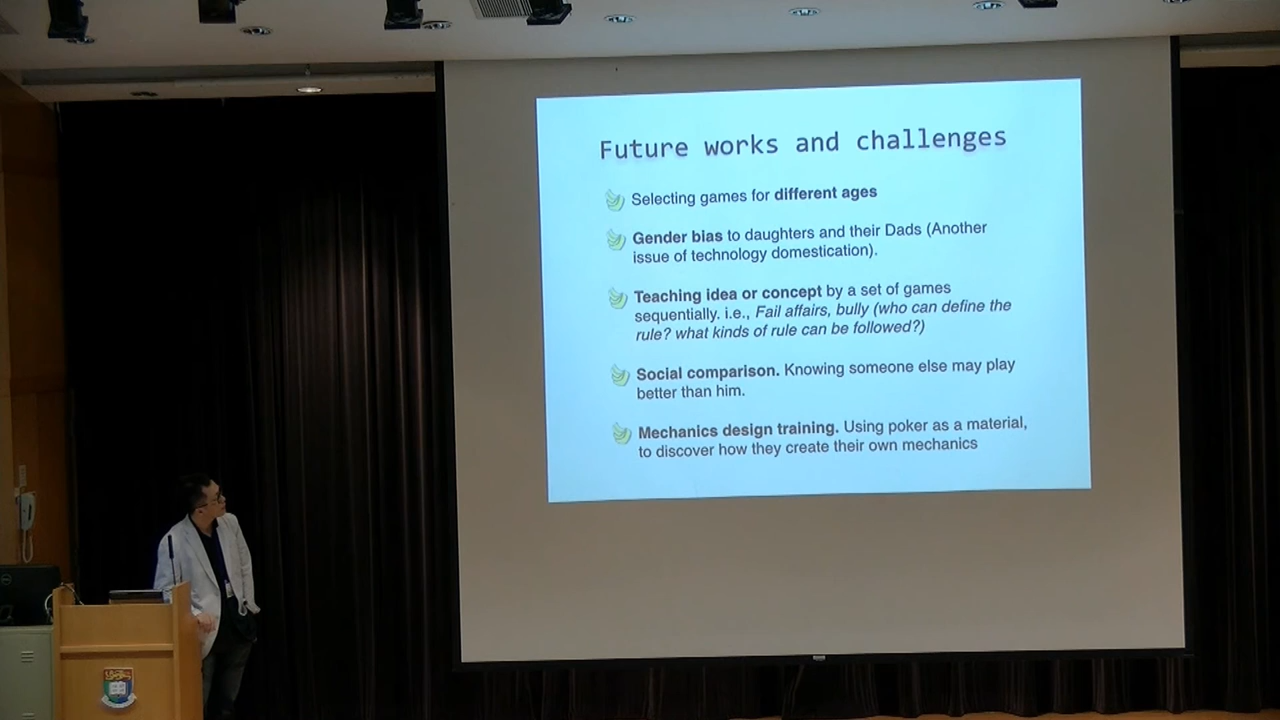 Future works and challenges
Selecting games for different ages
Gender bias to daughters and their Dads (Another
issue of technology domestication).
Teaching idea or concept by a set of games
sequentially. i.e., Fail affairs, bully (who can define the
rule? what kinds of rule can be followed?)
Social comparison. Knowing someone else may play
better than him.
Mechanics design training. Using poker as a material,
to discover how they create their own mechanics